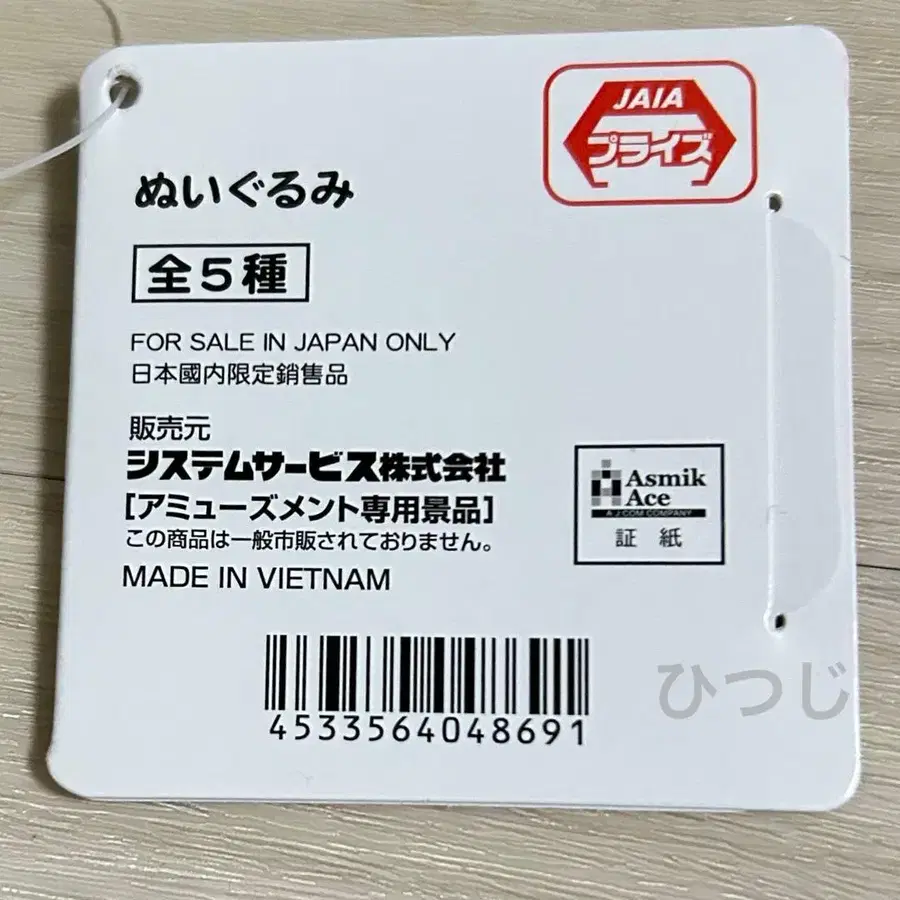 JAIA
プライズ
ぬいぐるみ
全5種
FOR SALE IN JAPAN ONLY
日本國内限定銷售品
販売元
システムサービス株式会社
[アミューズメント専用景品]
この商品は一般市販されておりません。
MADE IN VIETNAM
Asmik
Ace
A J:COM COMPANY
証紙
4533564048691
ひつじ